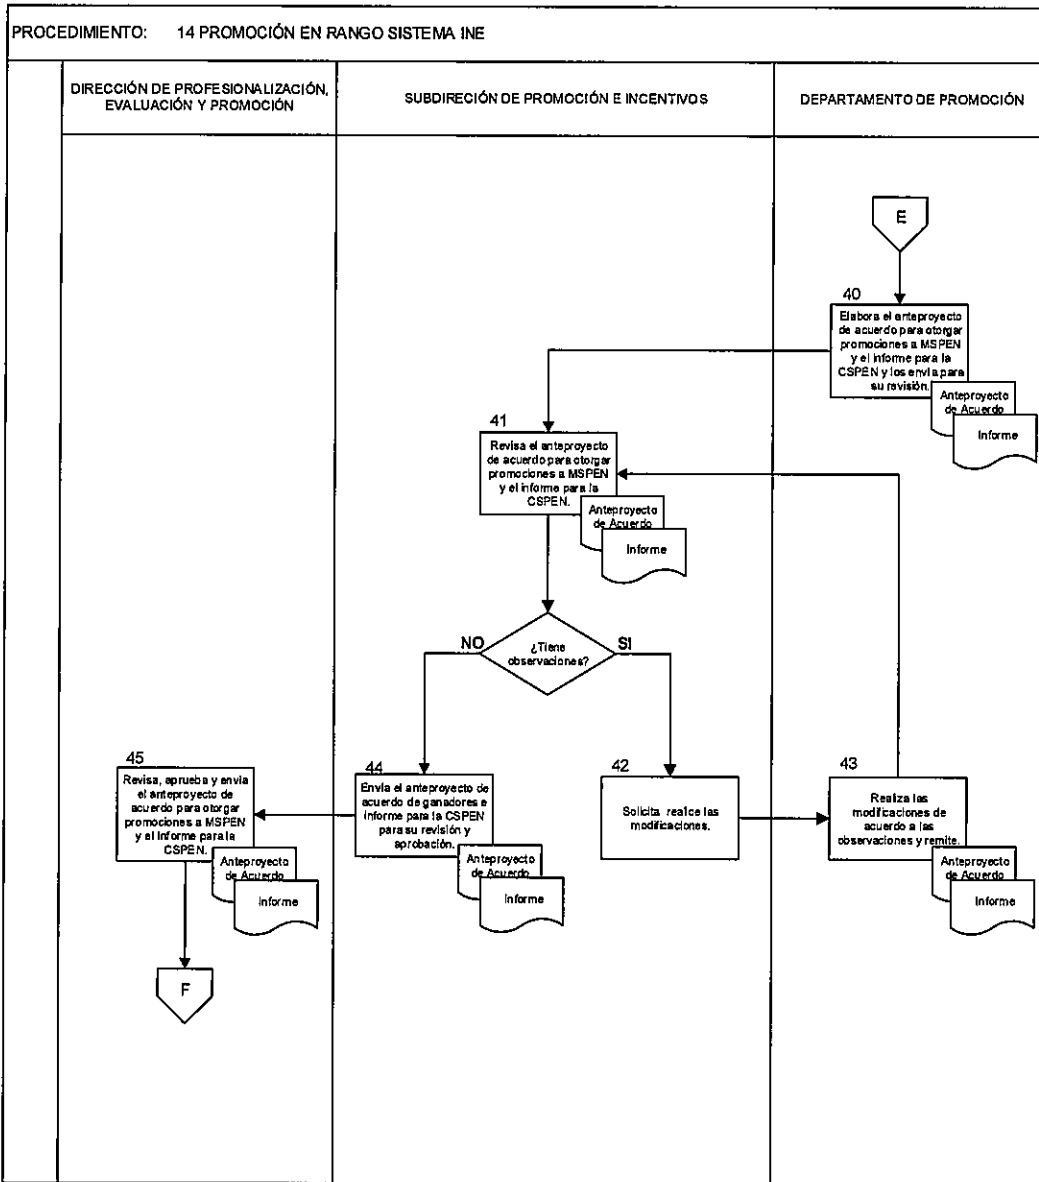 PROCEDIMIENTO: 14 PROMOCIÓN EN RANGO SISTEMA INE
DIRECCIÓN DE PROFESIONALIZACIÓN,
EVALUACIÓN Y PROMOCIÓN
SUBDIRECIÓN DE PROMOCIÓN E INCENTIVOS
DEPARTAMENTO DE PROMOCIÓN
E
40
Elabora el anteproyecto
de acuerdo para otorgar
promociones a MSPEN
y el informe para la
CSPEN y los envía para
su revisión.
Anteproyecto
de Acuerdo
Informe
41
Revisa el anteproyecto
de acuerdo para otorgar
promociones a MSPEN
y el informe para la
CSPEN.
Anteproyecto
de Acuerdo
Informe
¿Tiene
observaciones?
NO
SI
45
Revisa, aprueba y envía
el anteproyecto de
acuerdo para otorgar
promociones a MSPEN
y el Informe para la
CSPEN.
Anteproyecto
de Acuerdo
Informe
44
Envía el anteproyecto de
acuerdo de ganadores e
informe para la CSPEN
para su revisión y
aprobación.
Anteproyecto
de Acuerdo
Informe
42
Solicita realce las
modificaciones.
43
Realiza las
modificaciones de
acuerdo a las
observaciones y remite.
Anteproyecto
de Acuerdo
Informe
F